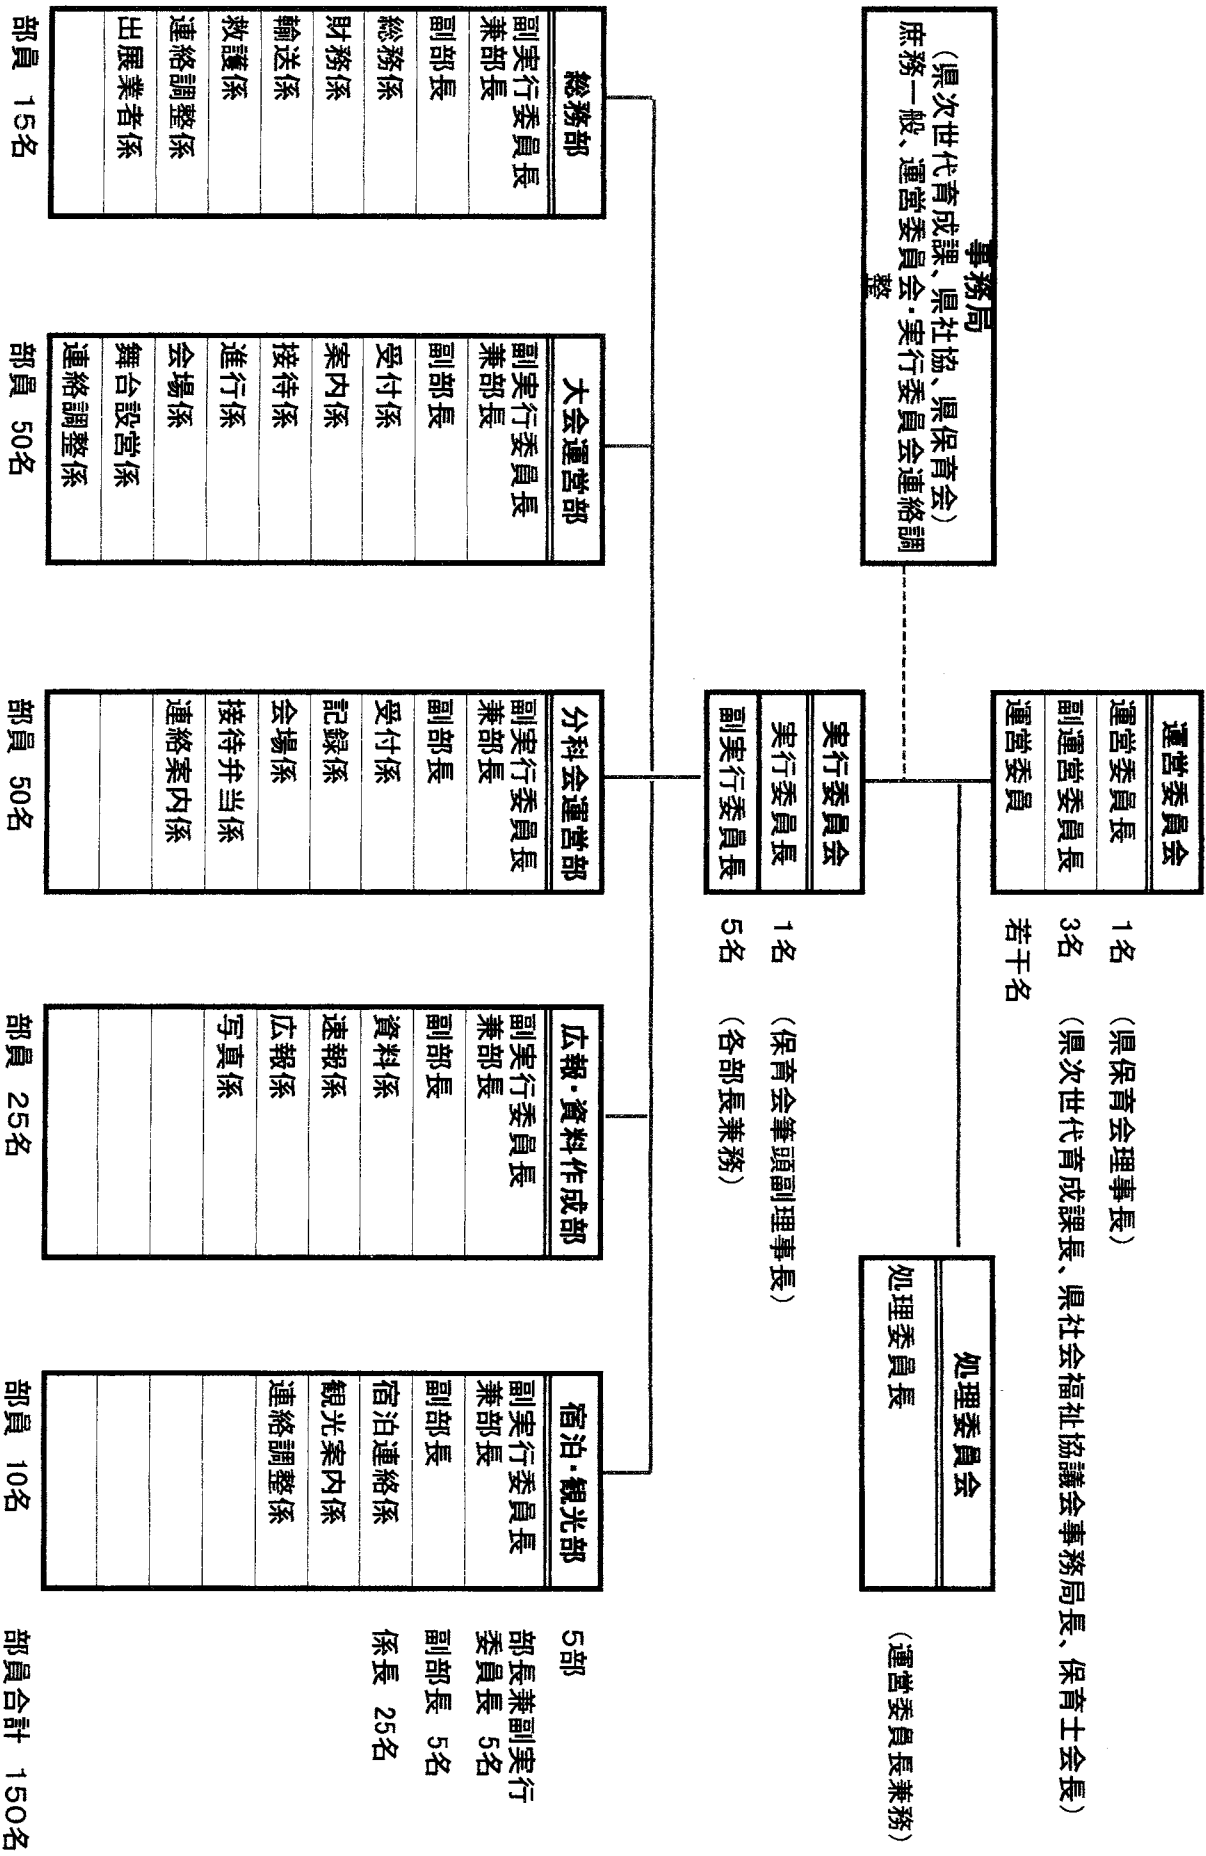 運営委員会
運営委員長 1名 (県保育会理事長)
副運営委員長 3名 (県次世代育成課長、県社会福祉協議会事務局長、保育士会長)
運営委員 若干名
事務局
(県次世代育成課、県社協、県保育会)
庶務一般、運営委員会・実行委員会連絡調
整
処理委員会
処理委員長 (運営委員長兼務)
実行委員会
実行委員長 1名 (保育会筆頭副理事長)
副実行委員長 5名 (各部長兼務)
総務部
副実行委員長
兼部長
副部長
総務係
財務係
輸送係
救護係
連絡調整係
出展業者係
部員 15名
大会運営部
副実行委員長
兼部長
副部長
受付係
案内係
接待係
進行係
会場係
舞台設営係
連絡調整係
部員 50名
分科会運営部
副実行委員長
兼部長
副部長
受付係
記録係
会場係
接待弁当係
連絡案内係
部員 50名
広報・資料作成部
副実行委員長
兼部長
副部長
資料係
速報係
広報係
写真係
部員 25名
宿泊・観光部
副実行委員長
兼部長
副部長
宿泊連絡係
観光案内係
連絡調整係
部員 10名
5部
部長兼副実行
委員長 5名
副部長 5名
係長 25名
部員合計 150名